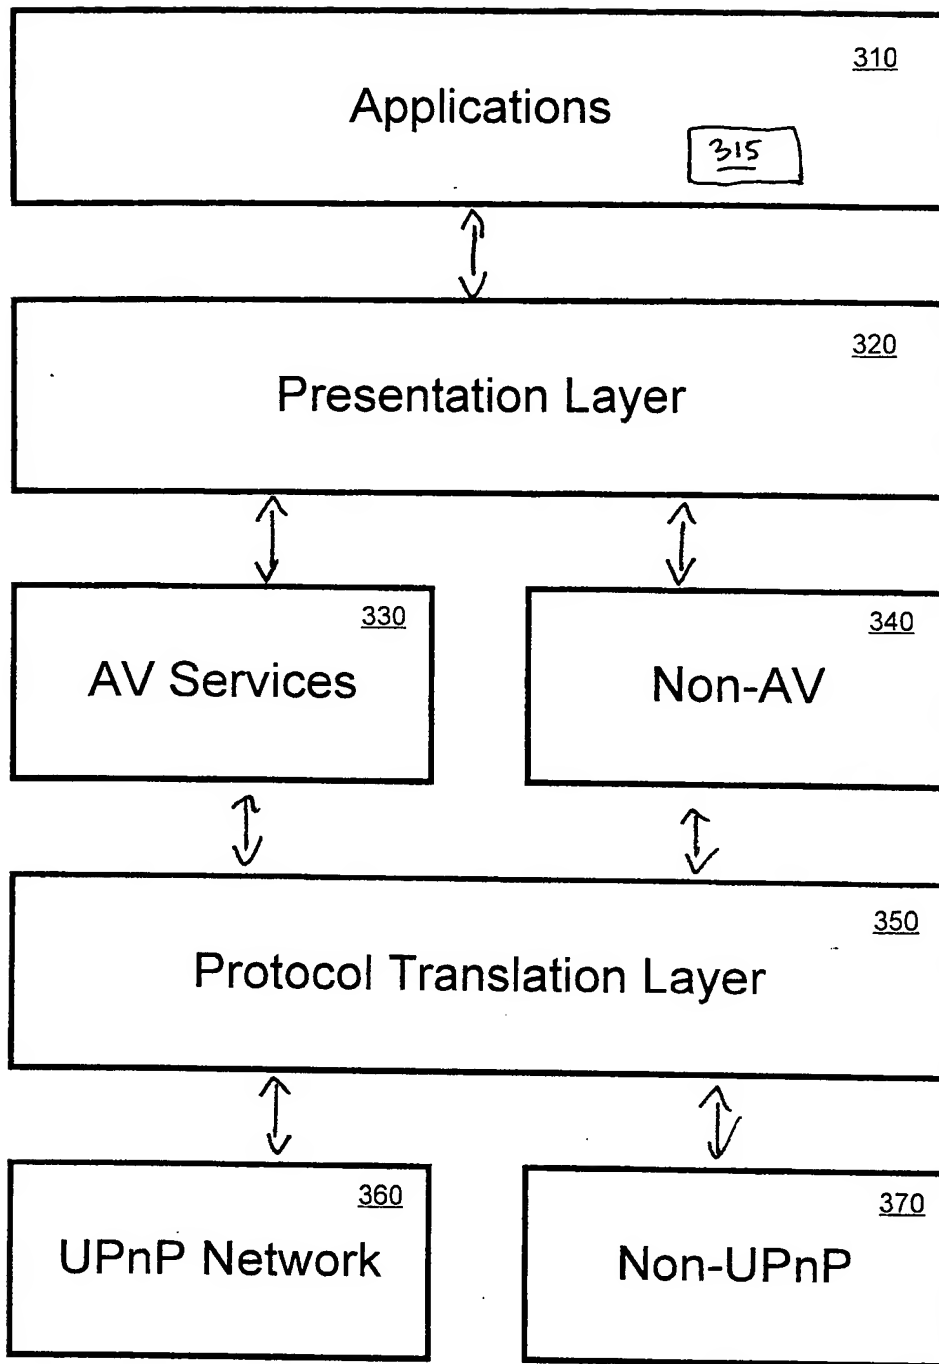 310
Applications
315
320
Presentation Layer
330
AV Services
340
Non-AV
350
Protocol Translation Layer
360
UPnP Network
370
Non-UPnP